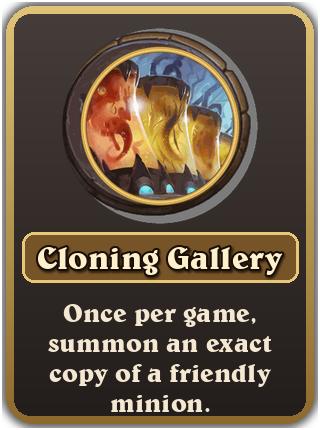 Cloning Gallery
Once per game,
summon an exact
copy of a friendly
minion.